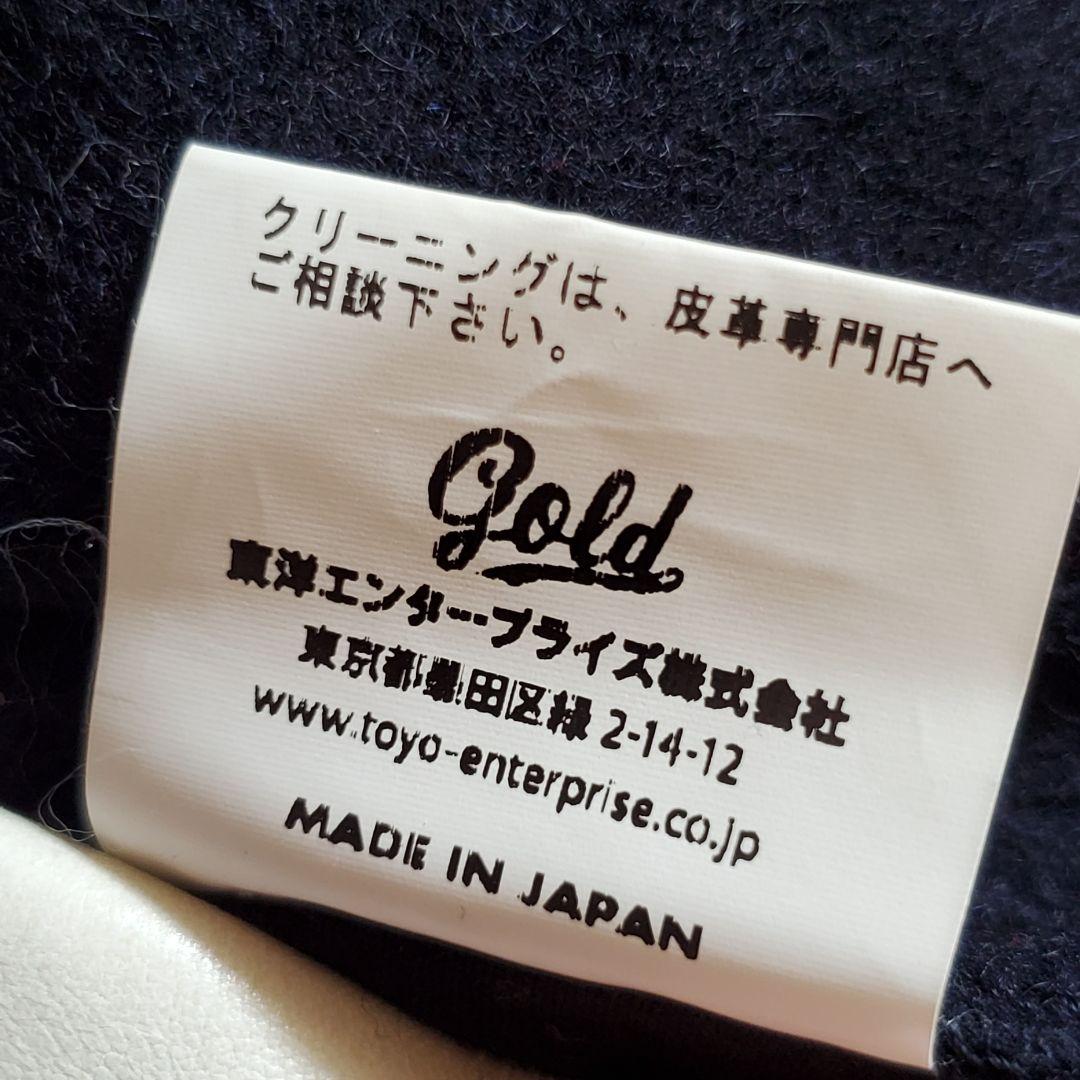 クリーニングは、皮革専門店へ
ご相談下さい。
gold
東洋エンタープライズ株式会社
東京都墨田区緑 2-14-12
www.toyo-enterprise.co.jp
MADE IN JAPAN